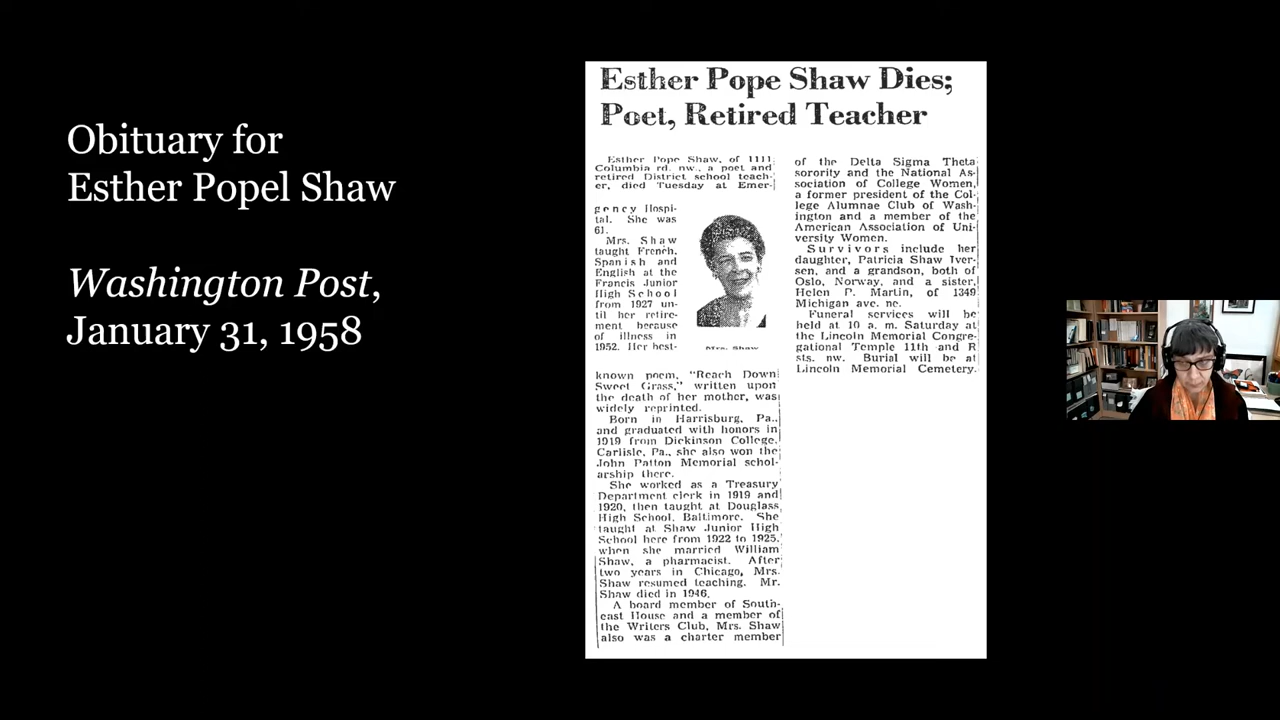 Obituary for
Esther Popel Shaw
Washington Post,
January 31, 1958
Esther Pope Shaw Dies;
Poet, Retired Teacher
Esther Pope Shaw, of 1111
Columbia rd. nw., a poet and
retired District school teach-
er, died Tuesday at Emer-
gency Hospi-
tal. She was
61.
Mrs. Shaw
taught French,
Spanish and
English at the
Francis Junior
High School
from 1927 un-
til her retire-
ment because
of illness in
1952. Her best-
Mrs. Shaw
known poem, "Reach Down
Sweet Grass," written upon
the death of her mother, was
widely reprinted.
Born in Harrisburg, Pa.,
and graduated with honors in
1919 from Dickinson College,
Carlisle, Pa., she also won the
John Patton Memorial schol-
arship there.
She worked as a Treasury
Department clerk in 1919 and
1920, then taught at Douglass
High School, Baltimore. She
taught at Shaw Junior High
School here from 1922 to 1925,
when she married William
Shaw, a pharmacist. After
two years in Chicago, Mrs.
Shaw resumed teaching. Mr.
Shaw died in 1946.
A board member of South-
east House and a member of
the Writers Club, Mrs. Shaw
also was a charter member
of the Delta Sigma Theta
sorority and the National As-
sociation of College Women,
a former president of the Col-
lege Alumnae Club of Wash-
ington and a member of the
American Association of Uni-
versity Women.
Survivors include her
daughter, Patricia Shaw Iver-
sen, and a grandson, both of
Oslo, Norway, and a sister,
Helen P. Martin, of 1349
Michigan ave. ne.
Funeral services will be
held at 10 a. m. Saturday at
the Lincoln Memorial Congre-
gational Temple 11th and R
sts. nw. Burial will be at
Lincoln Memorial Cemetery.